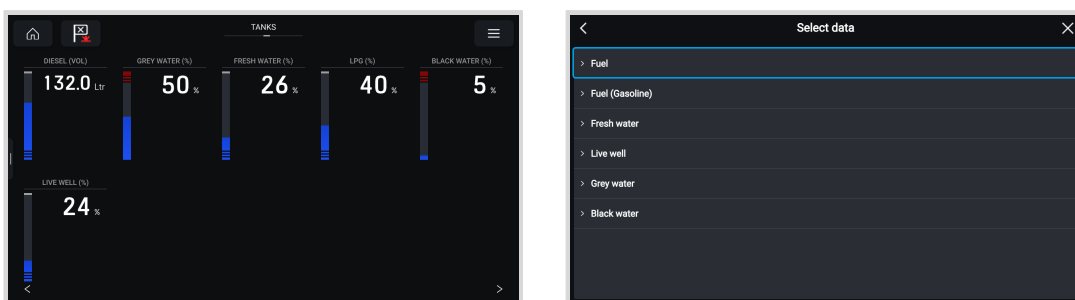 TANKS
DIESEL (VOL)
132.0 Ltr
GREY WATER (%)
50 %
FRESH WATER (%)
26 %
LPG (%)
40 %
BLACK WATER (%)
5 %
LIVE WELL (%)
24 %
Select data
Fuel
Fuel (Gasoline)
Fresh water
Live well
Grey water
Black water